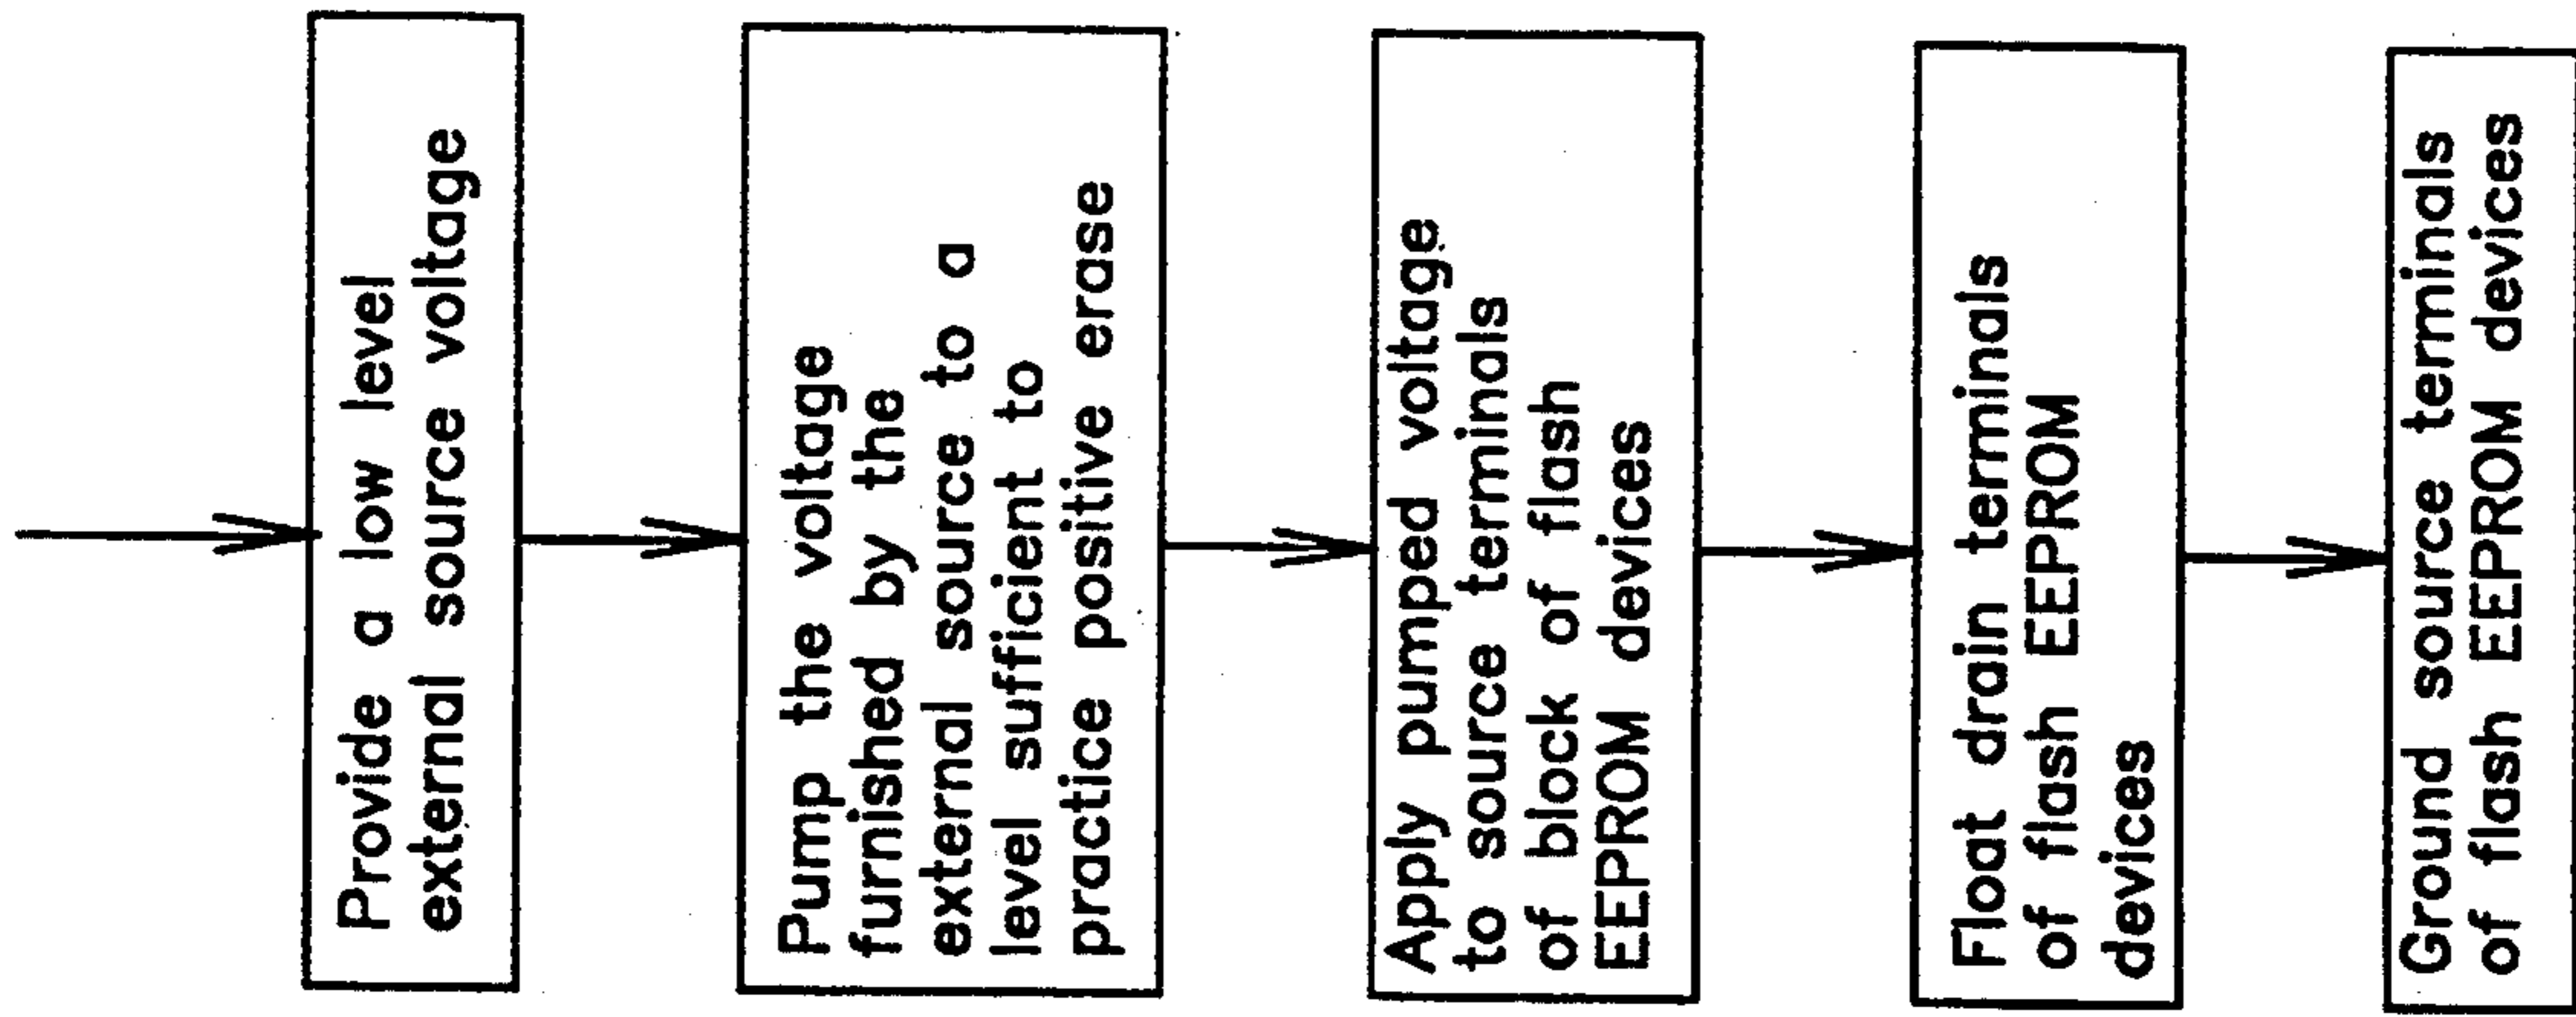 Provide a low level
external source voltage
Pump the voltage
furnished by the
external source to a
level sufficient to
practice positive erase
Apply pumped voltage
to source terminals
of block of flash
EEPROM devices
Float drain terminals
of flash EEPROM
devices
Ground source terminals
of flash EEPROM devices